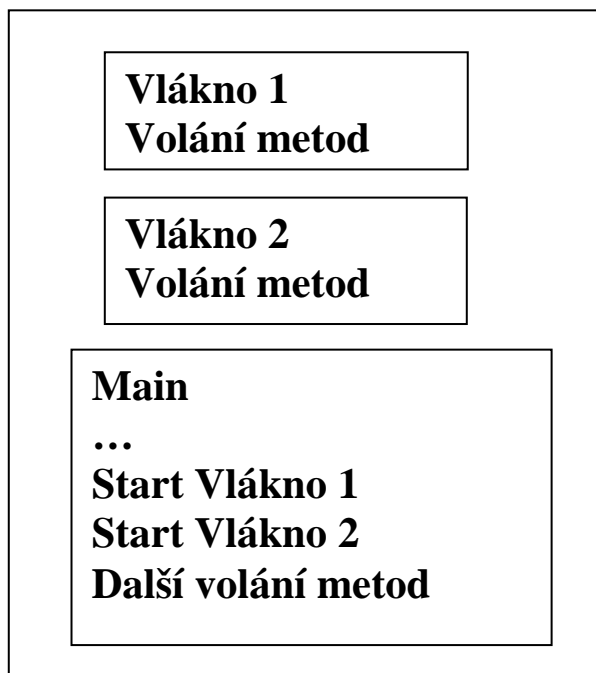 Vlákno 1
Volání metod
Vlákno 2
Volání metod
Main
…
Start Vlákno 1
Start Vlákno 2
Další volání metod